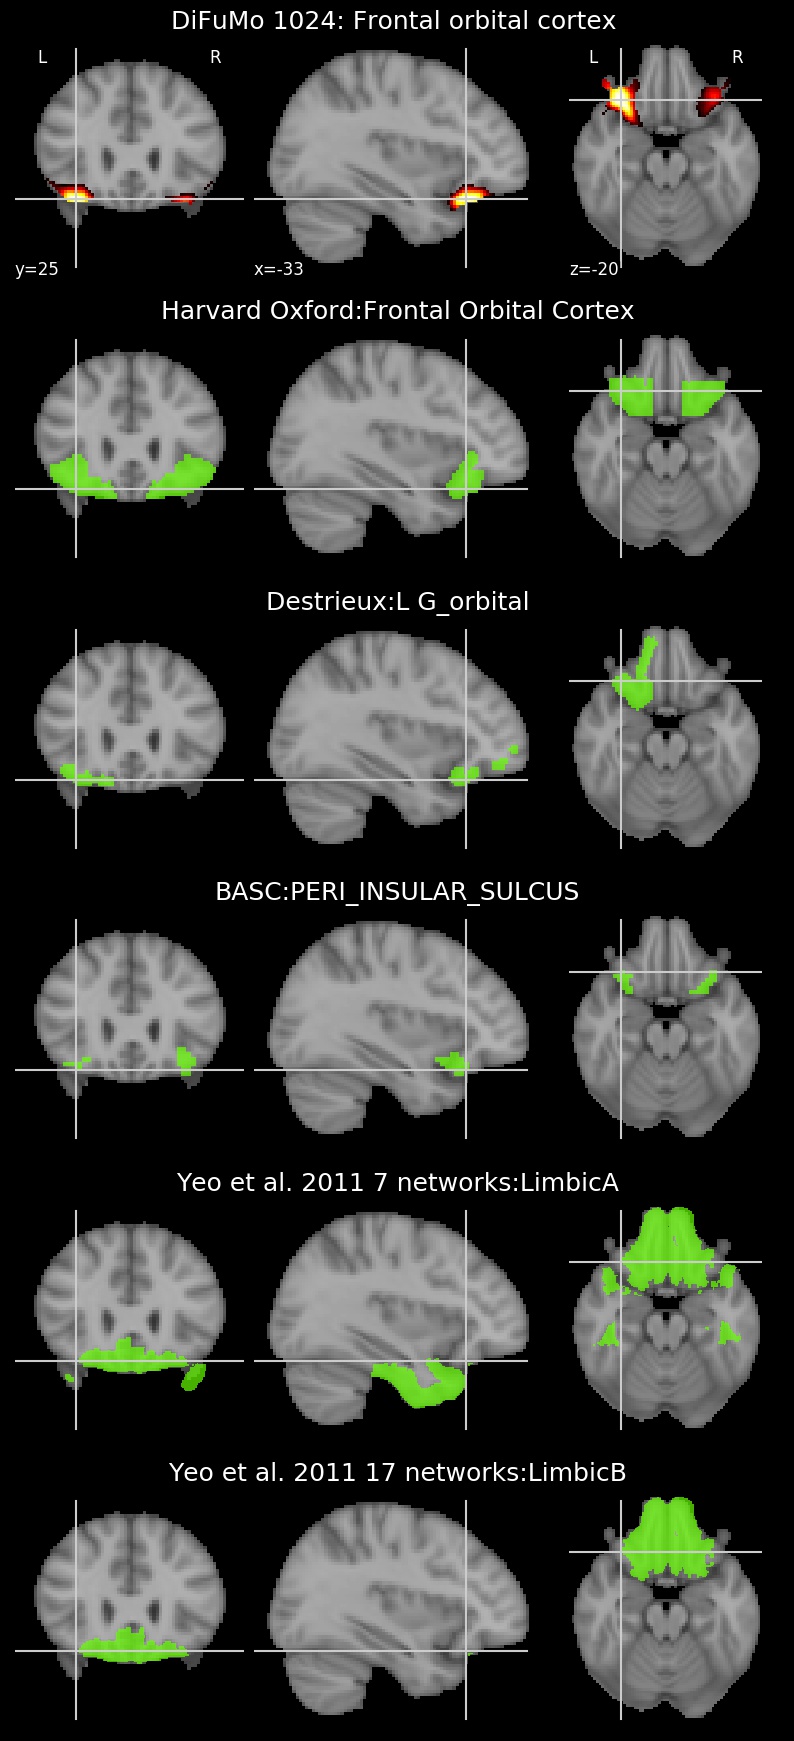 DiFuMo 1024: Frontal orbital cortex
L R L R
y=25 x=-33 z=-20
Harvard Oxford:Frontal Orbital Cortex
Destrieux:L G_orbital
BASC:PERI_INSULAR_SULCUS
Yeo et al. 2011 7 networks:LimbicA
Yeo et al. 2011 17 networks:LimbicB